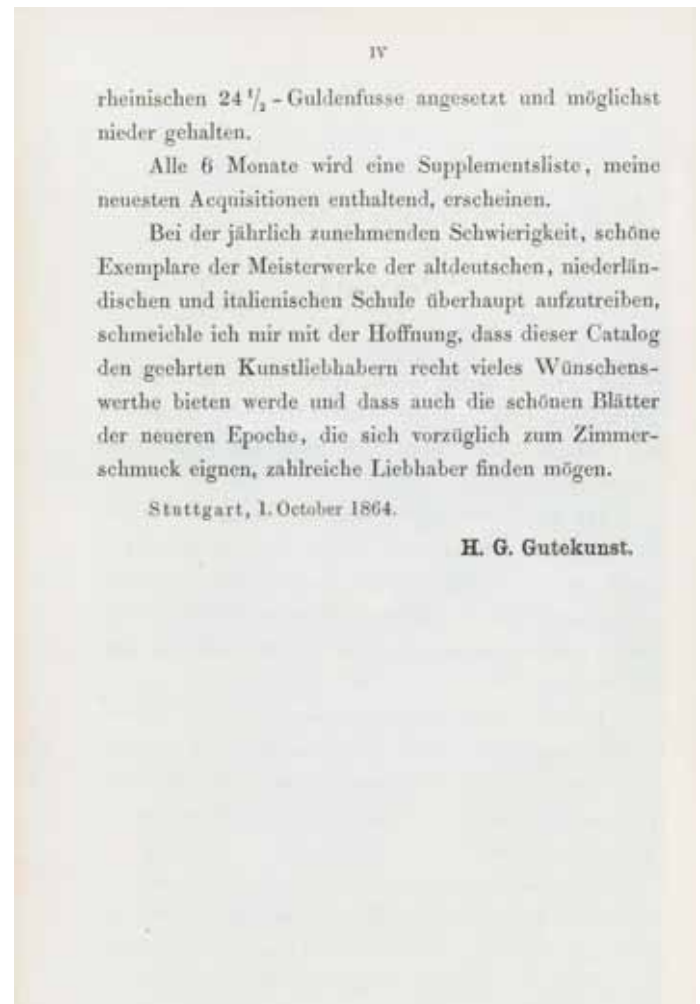 IV
rheinischen 24 1/2 - Guldenfusse angesetzt und möglichst
nieder gehalten.
Alle 6 Monate wird eine Supplementsliste, meine
neuesten Acquisitionen enthaltend, erscheinen.
Bei der jährlich zunehmenden Schwierigkeit, schöne
Exemplare der Meisterwerke der altdeutschen, niederlän-
dischen und italienischen Schule überhaupt aufzutreiben,
schmeichle ich mir mit der Hoffnung, dass dieser Catalog
den geehrten Kunstliebhabern recht vieles Wünschens-
werthe bieten werde und dass auch die schönen Blätter
der neueren Epoche, die sich vorzüglich zum Zimmer-
schmuck eignen, zahlreiche Liebhaber finden mögen.
Stuttgart, 1. October 1864.
H. G. Gutekunst.